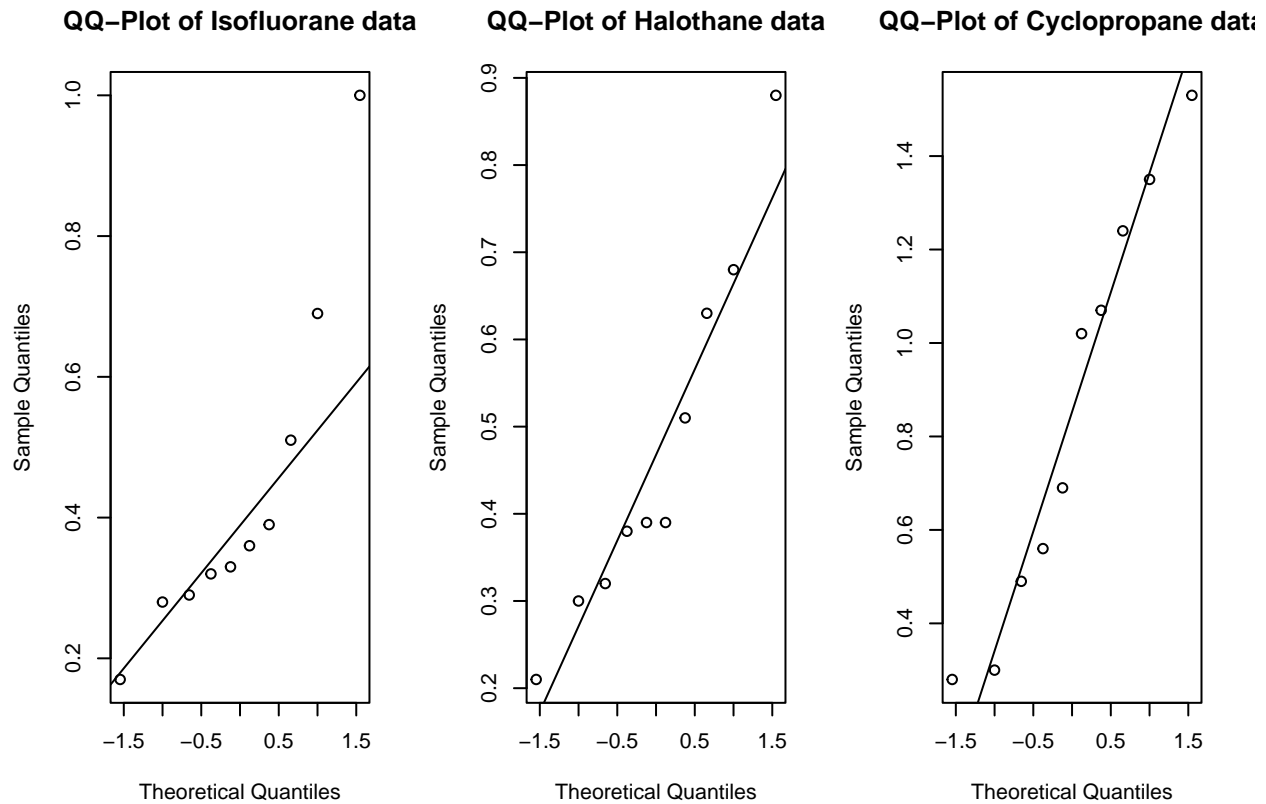 QQ−Plot of Isofluorane data
1.0
0.8
0.6
0.4
0.2
Sample Quantiles
−1.5 −0.5 0.5 1.5
Theoretical Quantiles
QQ−Plot of Halothane data
0.9
0.8
0.7
0.6
0.5
0.4
0.3
0.2
Sample Quantiles
−1.5 −0.5 0.5 1.5
Theoretical Quantiles
QQ−Plot of Cyclopropane data
1.4
1.2
1.0
0.8
0.6
0.4
Sample Quantiles
−1.5 −0.5 0.5 1.5
Theoretical Quantiles